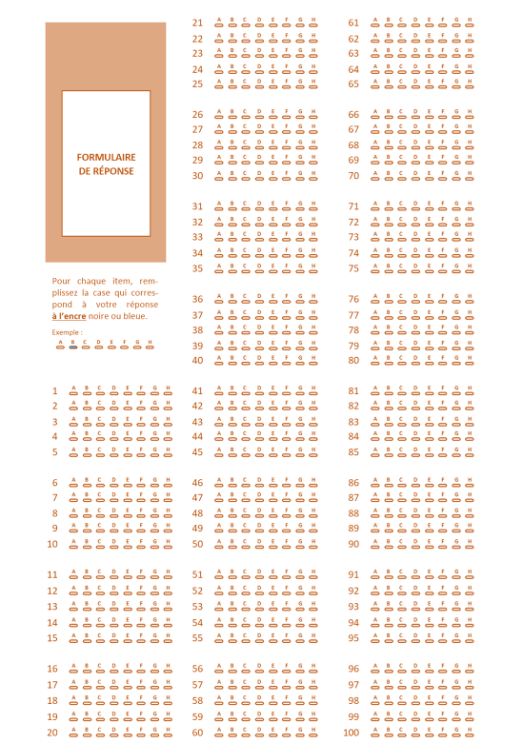 FORMULAIRE
DE RÉPONSE
Pour chaque item, rem-
plissez la case qui corres-
pond à votre réponse
à l'encre noire ou bleue.
Exemple :
A B C D E F G H
1 A B C D E F G H
2 A B C D E F G H
3 A B C D E F G H
4 A B C D E F G H
5 A B C D E F G H
6 A B C D E F G H
7 A B C D E F G H
8 A B C D E F G H
9 A B C D E F G H
10 A B C D E F G H
11 A B C D E F G H
12 A B C D E F G H
13 A B C D E F G H
14 A B C D E F G H
15 A B C D E F G H
16 A B C D E F G H
17 A B C D E F G H
18 A B C D E F G H
19 A B C D E F G H
20 A B C D E F G H
21 A B C D E F G H
22 A B C D E F G H
23 A B C D E F G H
24 A B C D E F G H
25 A B C D E F G H
26 A B C D E F G H
27 A B C D E F G H
28 A B C D E F G H
29 A B C D E F G H
30 A B C D E F G H
31 A B C D E F G H
32 A B C D E F G H
33 A B C D E F G H
34 A B C D E F G H
35 A B C D E F G H
36 A B C D E F G H
37 A B C D E F G H
38 A B C D E F G H
39 A B C D E F G H
40 A B C D E F G H
41 A B C D E F G H
42 A B C D E F G H
43 A B C D E F G H
44 A B C D E F G H
45 A B C D E F G H
46 A B C D E F G H
47 A B C D E F G H
48 A B C D E F G H
49 A B C D E F G H
50 A B C D E F G H
51 A B C D E F G H
52 A B C D E F G H
53 A B C D E F G H
54 A B C D E F G H
55 A B C D E F G H
56 A B C D E F G H
57 A B C D E F G H
58 A B C D E F G H
59 A B C D E F G H
60 A B C D E F G H
61 A B C D E F G H
62 A B C D E F G H
63 A B C D E F G H
64 A B C D E F G H
65 A B C D E F G H
66 A B C D E F G H
67 A B C D E F G H
68 A B C D E F G H
69 A B C D E F G H
70 A B C D E F G H
71 A B C D E F G H
72 A B C D E F G H
73 A B C D E F G H
74 A B C D E F G H
75 A B C D E F G H
76 A B C D E F G H
77 A B C D E F G H
78 A B C D E F G H
79 A B C D E F G H
80 A B C D E F G H
81 A B C D E F G H
82 A B C D E F G H
83 A B C D E F G H
84 A B C D E F G H
85 A B C D E F G H
86 A B C D E F G H
87 A B C D E F G H
88 A B C D E F G H
89 A B C D E F G H
90 A B C D E F G H
91 A B C D E F G H
92 A B C D E F G H
93 A B C D E F G H
94 A B C D E F G H
95 A B C D E F G H
96 A B C D E F G H
97 A B C D E F G H
98 A B C D E F G H
99 A B C D E F G H
100 A B C D E F G H